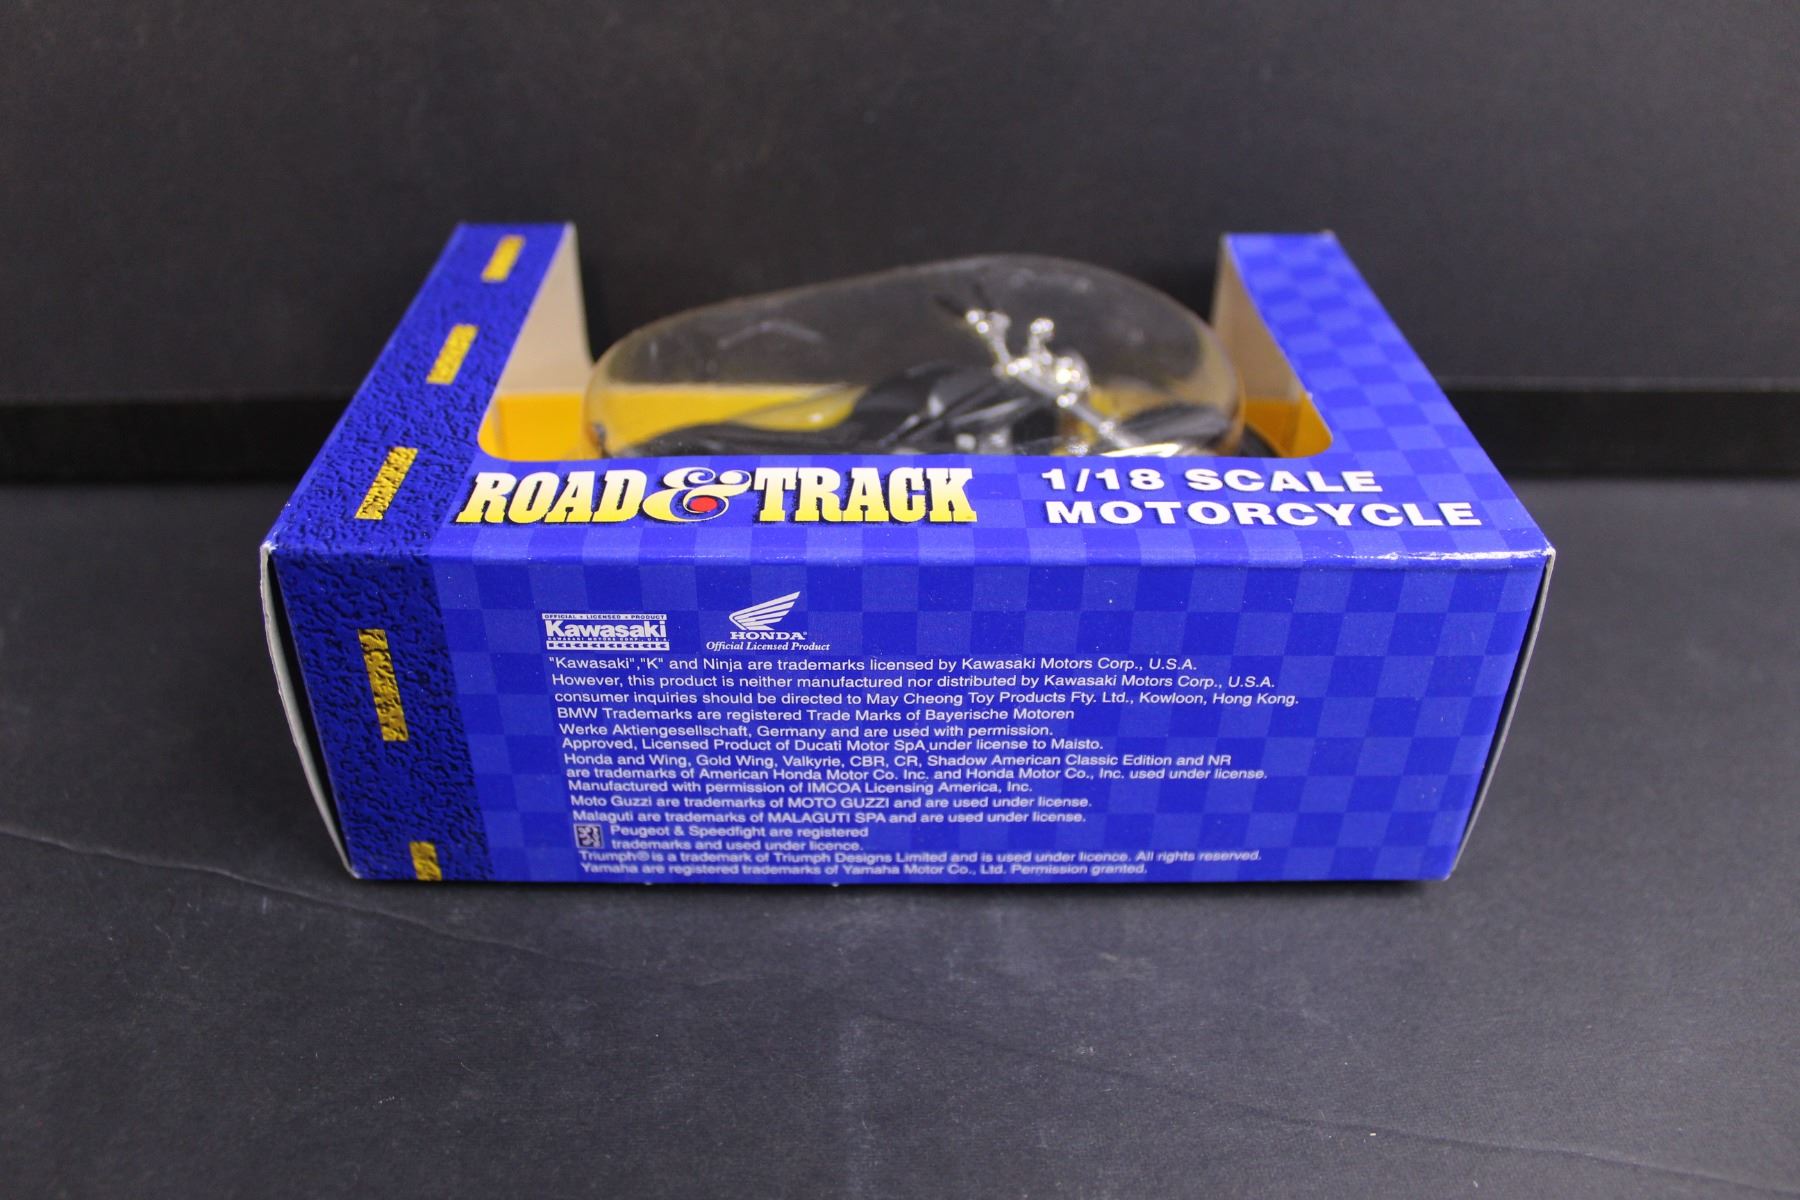 ROAD & TRACK
1/18 SCALE
MOTORCYCLE
OFFICIAL • LICENSED • PRODUCT
Kawasaki
KAWASAKI MOTORS CORP., U.S.A.
HONDA
Official Licensed Product
"Kawasaki","K" and Ninja are trademarks licensed by Kawasaki Motors Corp., U.S.A.
However, this product is neither manufactured nor distributed by Kawasaki Motors Corp., U.S.A.
consumer inquiries should be directed to May Cheong Toy Products Fty. Ltd., Kowloon, Hong Kong.
BMW Trademarks are registered Trade Marks of Bayerische Motoren
Werke Aktiengesellschaft, Germany and are used with permission.
Approved, Licensed Product of Ducati Motor SpA under license to Maisto.
Honda and Wing, Gold Wing, Valkyrie, CBR, CR, Shadow American Classic Edition and NR
are trademarks of American Honda Motor Co. Inc. and Honda Motor Co., Inc. used under license.
Manufactured with permission of IMCOA Licensing America, Inc.
Moto Guzzi are trademarks of MOTO GUZZI and are used under license.
Malaguti are trademarks of MALAGUTI SPA and are used under license.
Peugeot & Speedfight are registered
trademarks and used under licence.
Triumph® is a trademark of Triumph Designs Limited and is used under licence. All rights reserved.
Yamaha are registered trademarks of Yamaha Motor Co., Ltd. Permission granted.